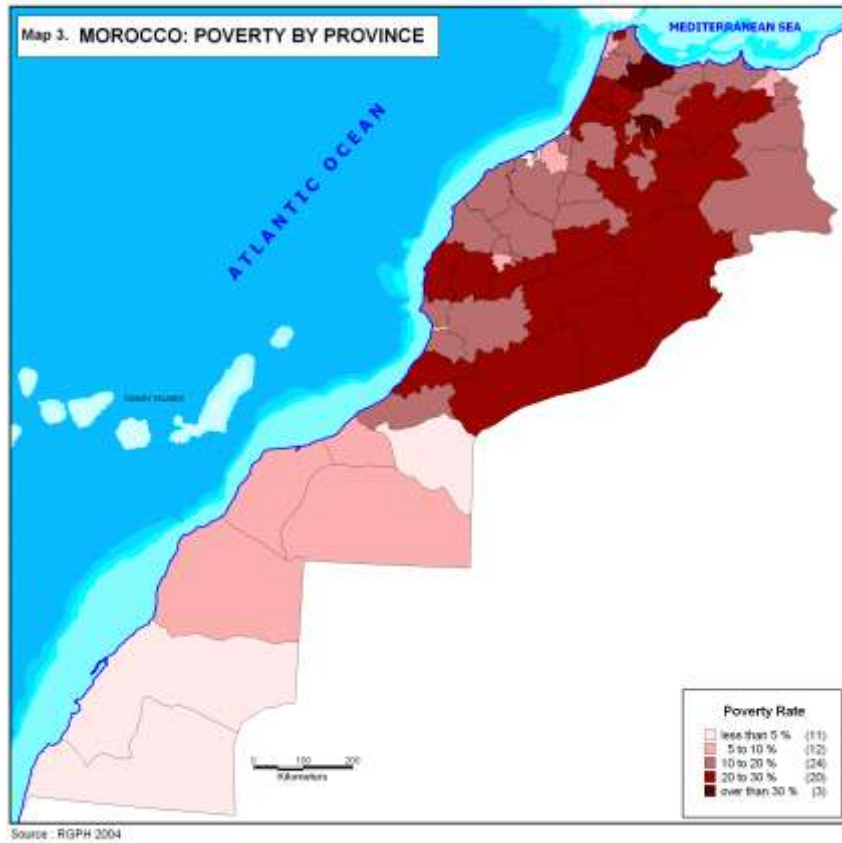 Map 3. MOROCCO: POVERTY BY PROVINCE
MEDITERRANEAN SEA
ATLANTIC OCEAN
CANARY ISLANDS
Poverty Rate
less than 5 % (11)
5 to 10 % (12)
10 to 20 % (24)
20 to 30 % (20)
over than 30 % (3)
0 100 200
Kilometers
Source : RGPH 2004